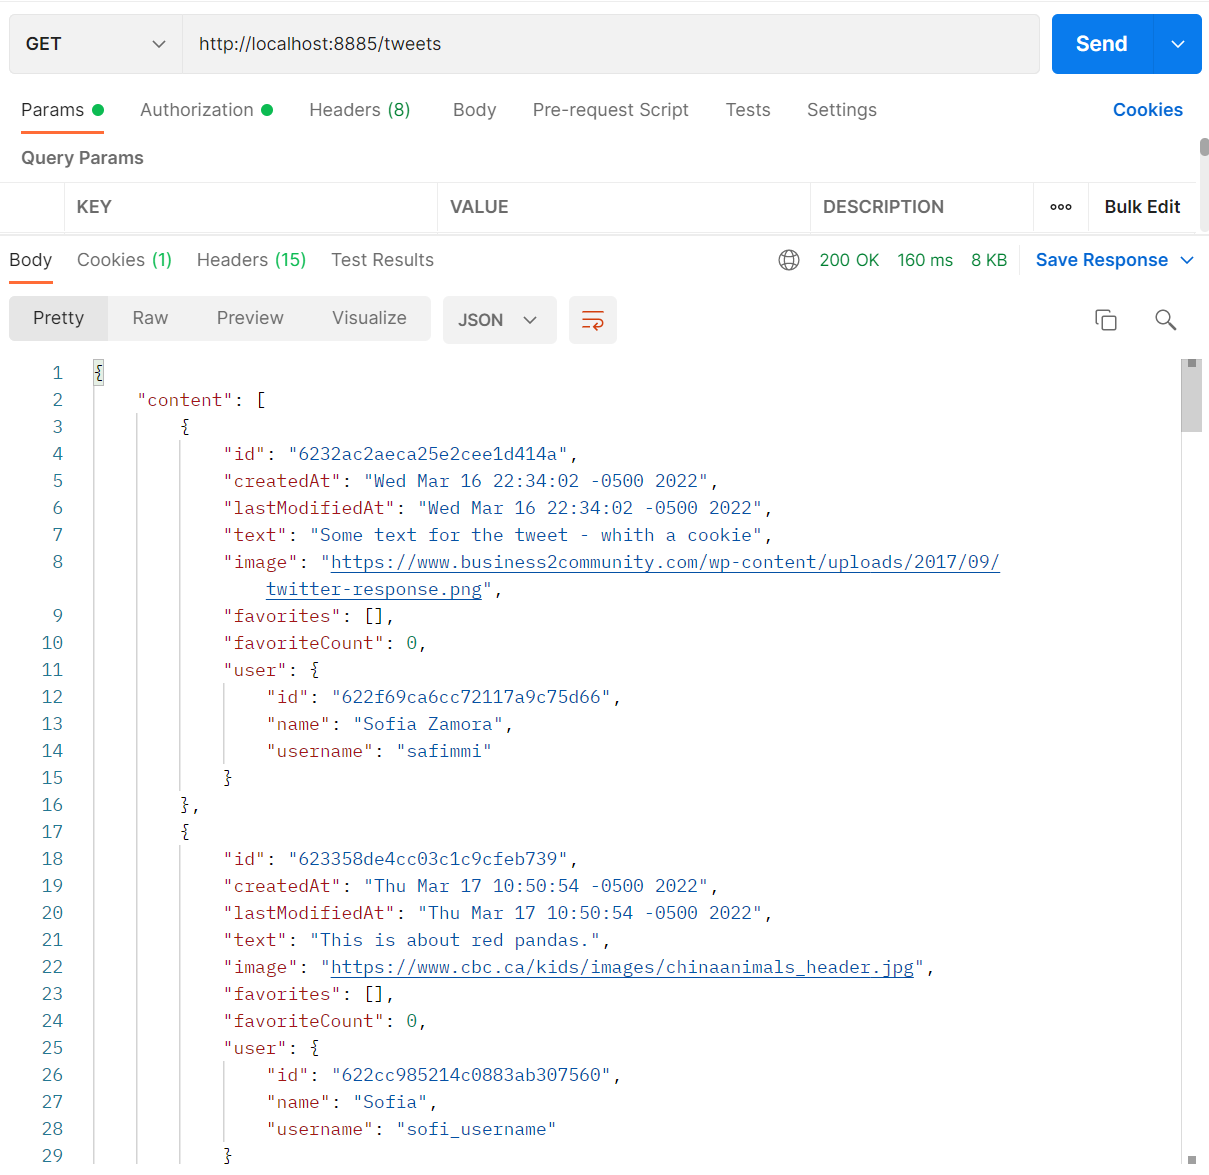 GET http://localhost:8885/tweets Send
Params Authorization Headers (8) Body Pre-request Script Tests Settings Cookies
Query Params
KEY VALUE DESCRIPTION ooo Bulk Edit
Body Cookies (1) Headers (15) Test Results 200 OK 160 ms 8 KB Save Response
Pretty Raw Preview Visualize JSON
1 {
2 "content": [
3 {
4 "id": "6232ac2aeca25e2cee1d414a",
5 "createdAt": "Wed Mar 16 22:34:02 -0500 2022",
6 "lastModifiedAt": "Wed Mar 16 22:34:02 -0500 2022",
7 "text": "Some text for the tweet - whith a cookie",
8 "image": "https://www.business2community.com/wp-content/uploads/2017/09/
twitter-response.png",
9 "favorites": [],
10 "favoriteCount": 0,
11 "user": {
12 "id": "622f69ca6cc72117a9c75d66",
13 "name": "Sofia Zamora",
14 "username": "safimmi"
15 }
16 },
17 {
18 "id": "623358de4cc03c1c9cfeb739",
19 "createdAt": "Thu Mar 17 10:50:54 -0500 2022",
20 "lastModifiedAt": "Thu Mar 17 10:50:54 -0500 2022",
21 "text": "This is about red pandas.",
22 "image": "https://www.cbc.ca/kids/images/chinaanimals_header.jpg",
23 "favorites": [],
24 "favoriteCount": 0,
25 "user": {
26 "id": "622cc985214c0883ab307560",
27 "name": "Sofia",
28 "username": "sofi_username"
29 }